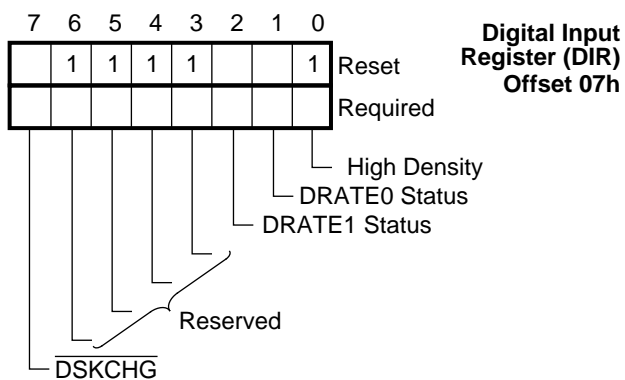 7 6 5 4 3 2 1 0
Digital Input
Register (DIR)
Offset 07h
1 1 1 1 1 Reset
Required
High Density
DRATE0 Status
DRATE1 Status
Reserved
DSKCHG